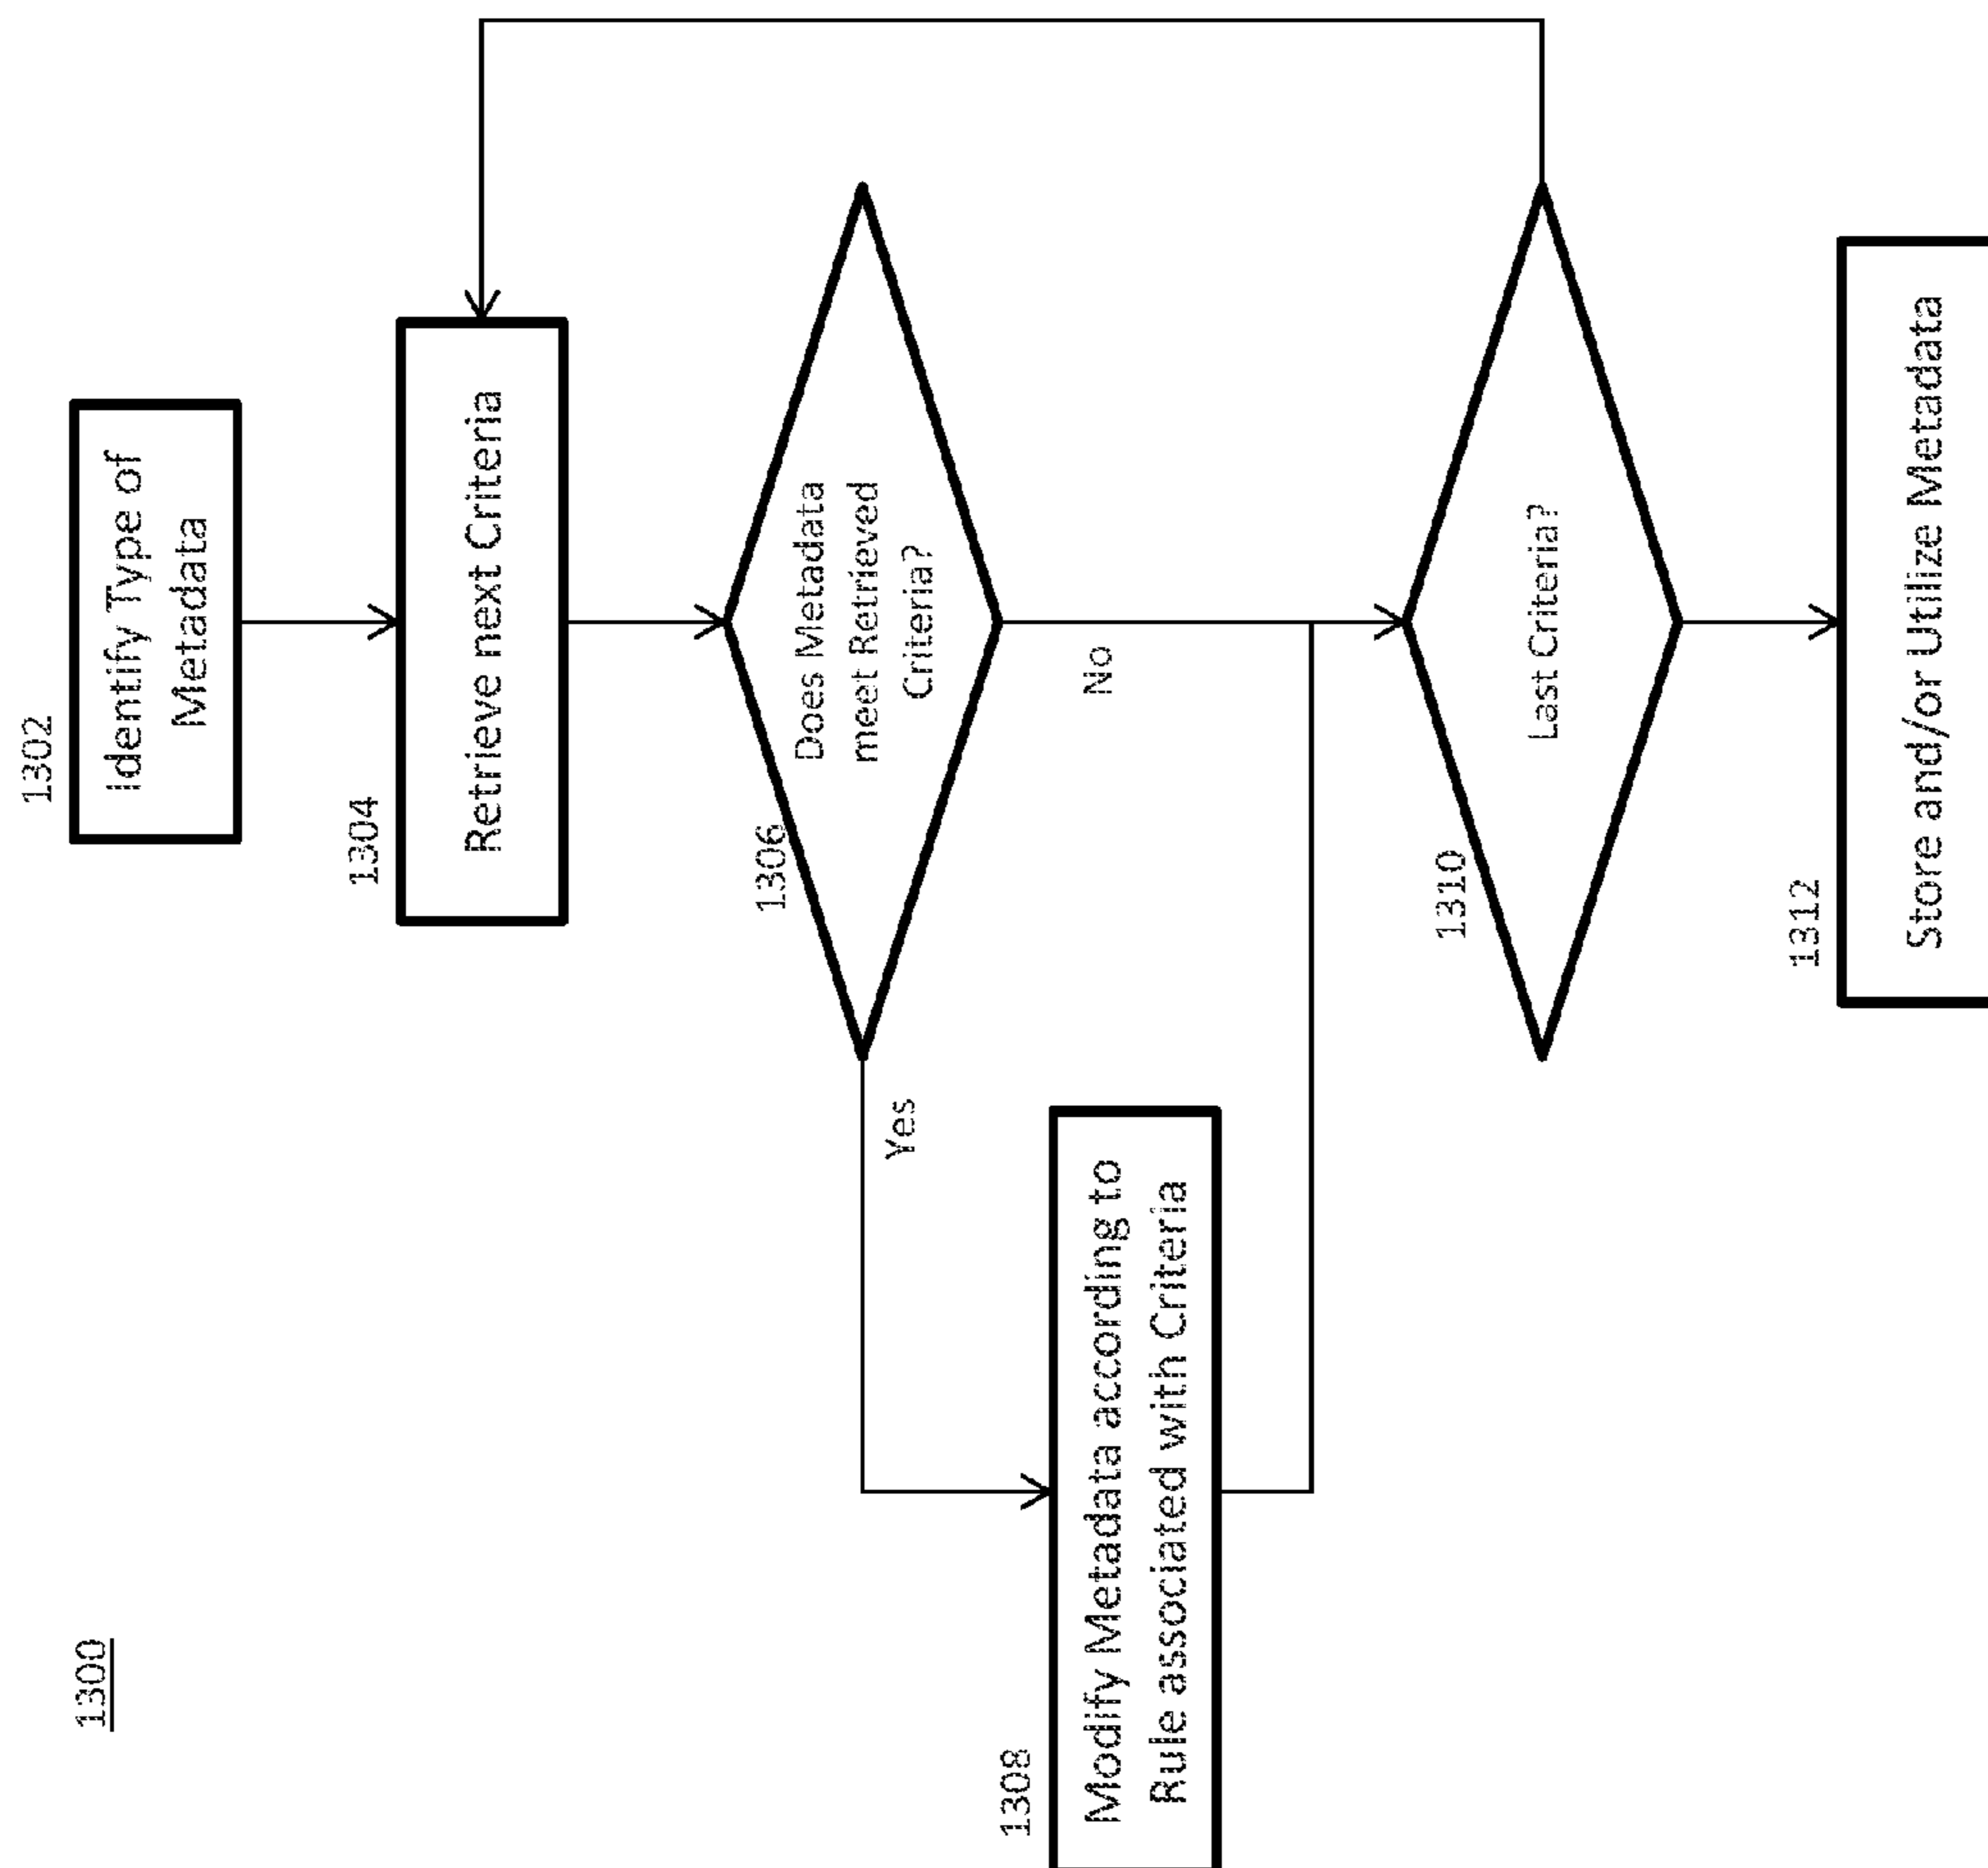 1300
1302
Identify Type of
Metadata
1304
Retrieve next Criteria
1306
Does Metadata
meet Retrieved
Criteria?
Yes
No
1308
Modify Metadata according to
Rule associated with Criteria
1310
Last Criteria?
1312
Store and/or Utilize Metadata